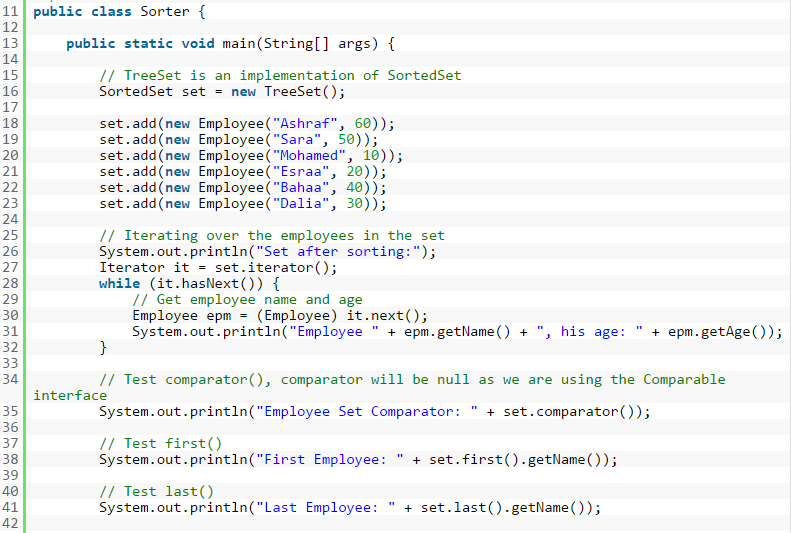 11 public class Sorter {
12
13     public static void main(String[] args) {
14
15         // TreeSet is an implementation of SortedSet
16         SortedSet set = new TreeSet();
17
18         set.add(new Employee("Ashraf", 60));
19         set.add(new Employee("Sara", 50));
20         set.add(new Employee("Mohamed", 10));
21         set.add(new Employee("Esraa", 20));
22         set.add(new Employee("Bahaa", 40));
23         set.add(new Employee("Dalia", 30));
24
25         // Iterating over the employees in the set
26         System.out.println("Set after sorting:");
27         Iterator it = set.iterator();
28         while (it.hasNext()) {
29             // Get employee name and age
30             Employee epm = (Employee) it.next();
31             System.out.println("Employee " + epm.getName() + ", his age: " + epm.getAge());
32         }
33
34         // Test comparator(), comparator will be null as we are using the Comparable
interface
35         System.out.println("Employee Set Comparator: " + set.comparator());
36
37         // Test first()
38         System.out.println("First Employee: " + set.first().getName());
39
40         // Test last()
41         System.out.println("Last Employee: " + set.last().getName());
42